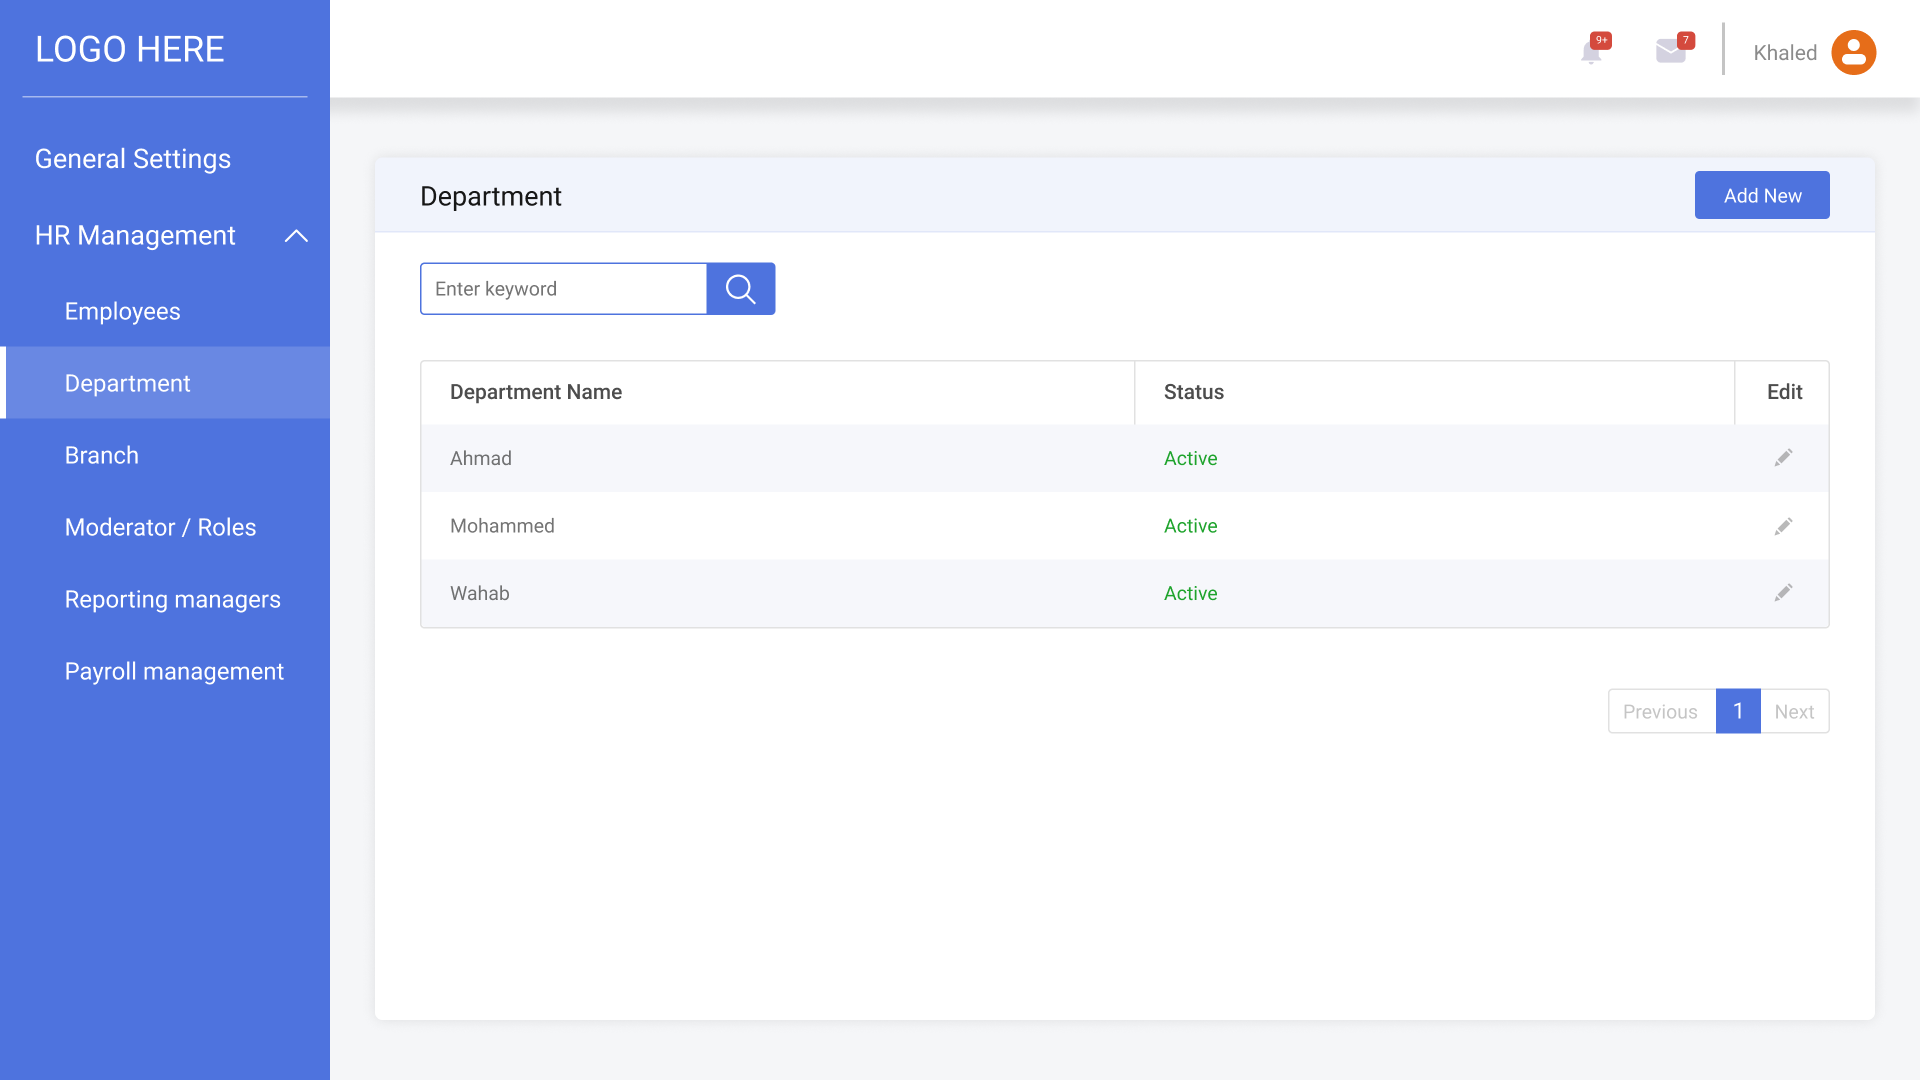 LOGO HERE
9+
7
Khaled
General Settings
HR Management
Employees
Department
Branch
Moderator / Roles
Reporting managers
Payroll management
Department
Add New
Enter keyword
Department Name Status Edit
Ahmad Active
Mohammed Active
Wahab Active
Previous 1 Next